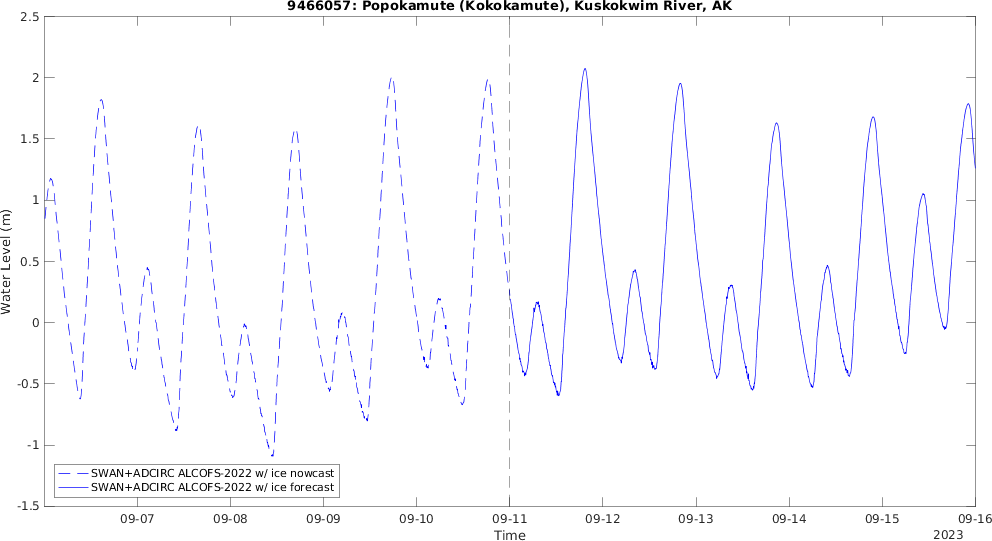 9466057: Popokamute (Kokokamute), Kuskokwim River, AK
2.5
2
1.5
1
0.5
0
-0.5
-1
-1.5
Water Level (m)
SWAN+ADCIRC ALCOFS-2022 w/ ice nowcast
SWAN+ADCIRC ALCOFS-2022 w/ ice forecast
09-07 09-08 09-09 09-10 09-11 09-12 09-13 09-14 09-15 09-16
Time
2023